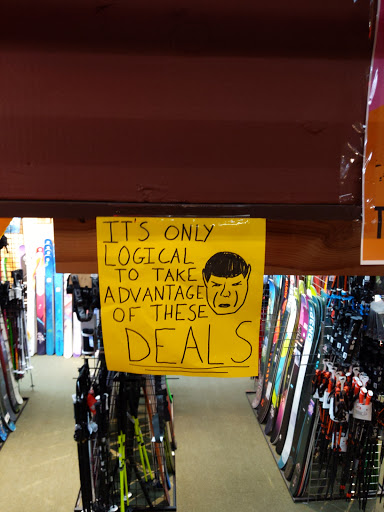 IT'S ONLY
LOGICAL
TO TAKE
ADVANTAGE
OF THESE
DEALS